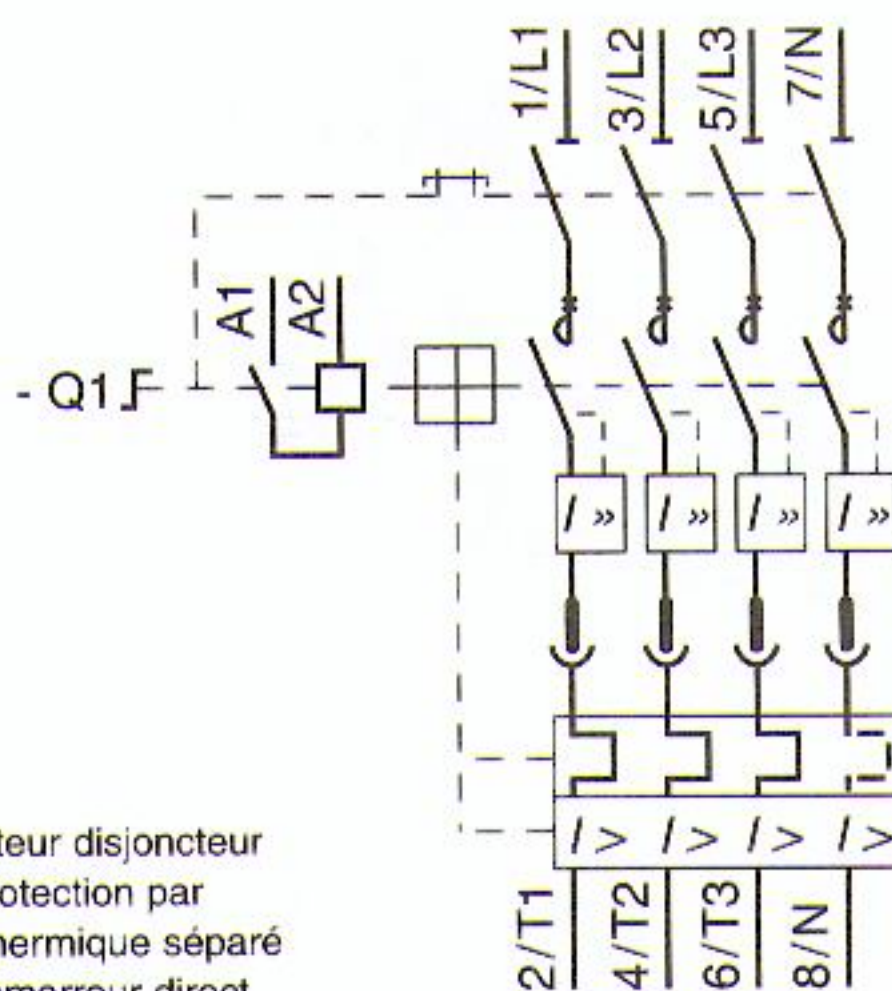 1/L1
3/L2
5/L3
7/N
A1
A2
- Q1
I »
I »
I »
I »
I >
I >
I >
I >
2/T1
4/T2
6/T3
8/N
teur disjoncteur
otection par
hermique séparé
direct